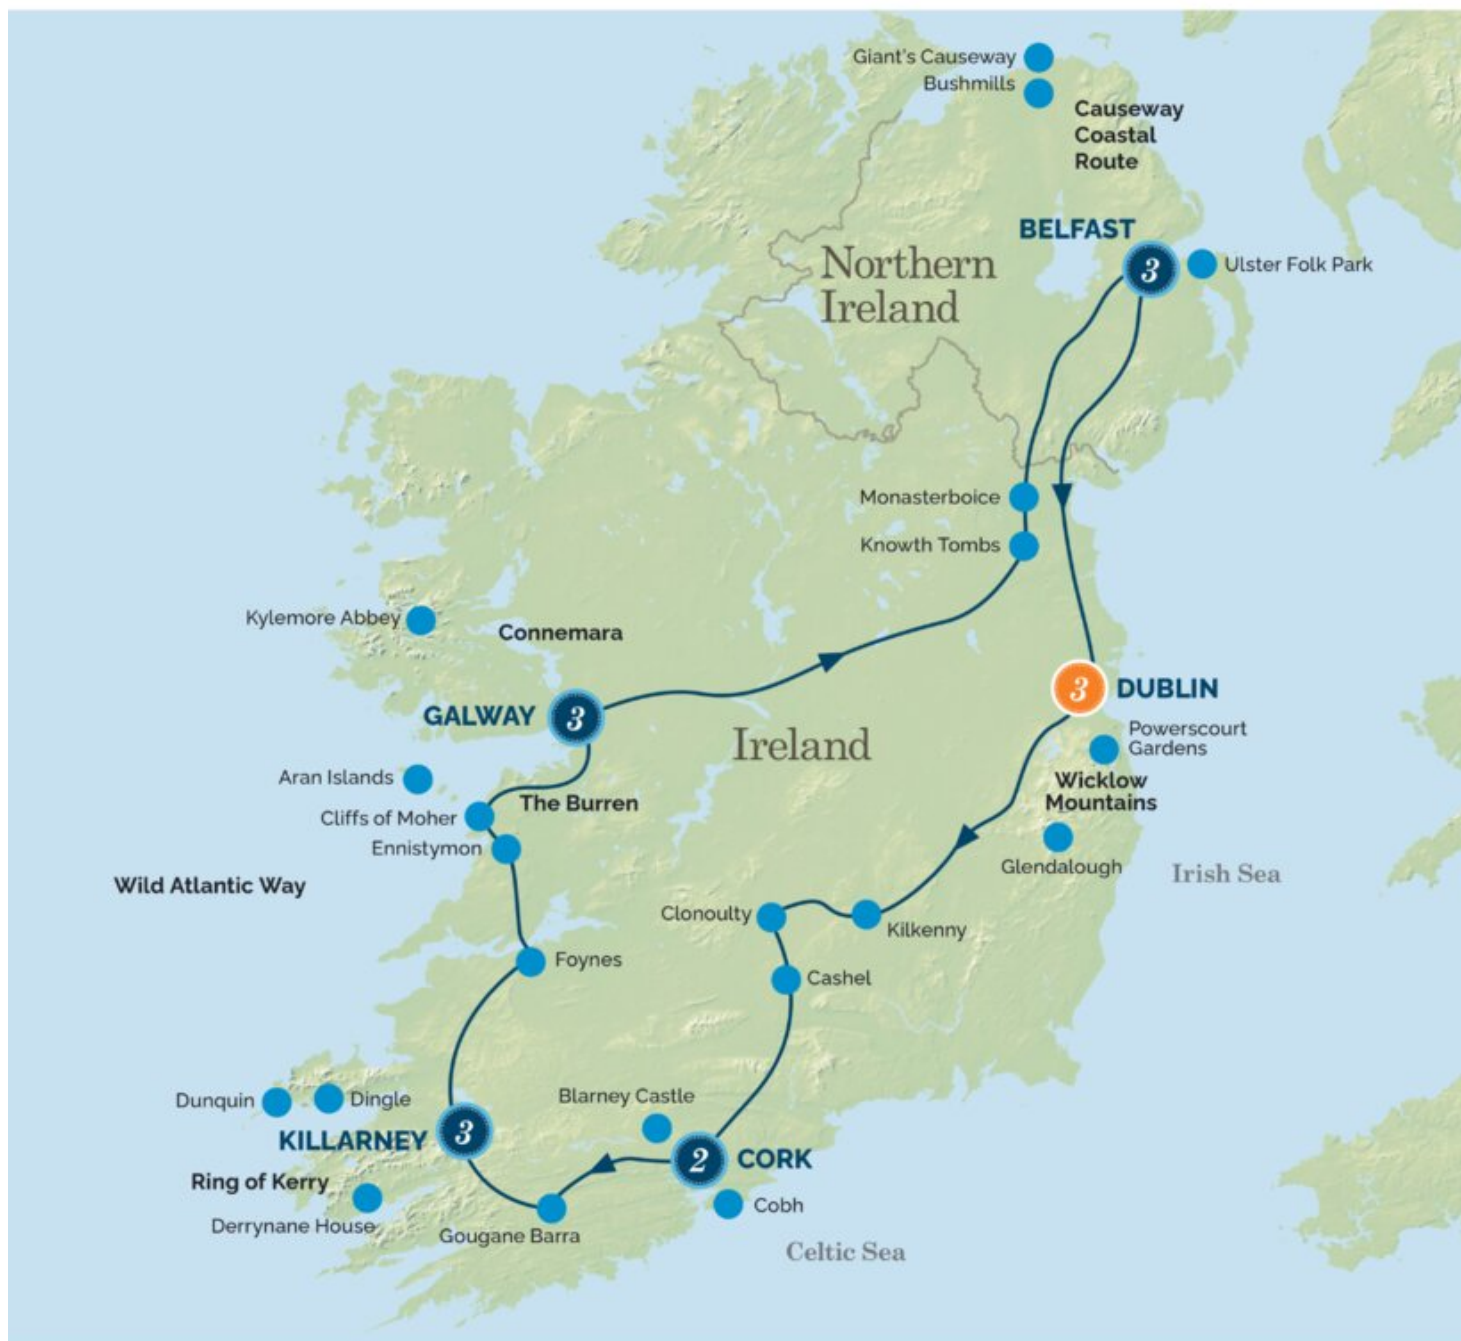 Giant's Causeway
Bushmills
Causeway
Coastal
Route
BELFAST
3
Ulster Folk Park
Northern
Ireland
Monasterboice
Knowth Tombs
Kylemore Abbey
Connemara
GALWAY
3
3
DUBLIN
Ireland
Powerscourt
Gardens
Aran Islands
Wicklow
Mountains
The Burren
Cliffs of Moher
Ennistymon
Glendalough
Irish Sea
Wild Atlantic Way
Clonoulty
Kilkenny
Foynes
Cashel
Dunquin
Dingle
Blarney Castle
KILLARNEY
3
2
CORK
Ring of Kerry
Derrynane House
Gougane Barra
Cobh
Celtic Sea